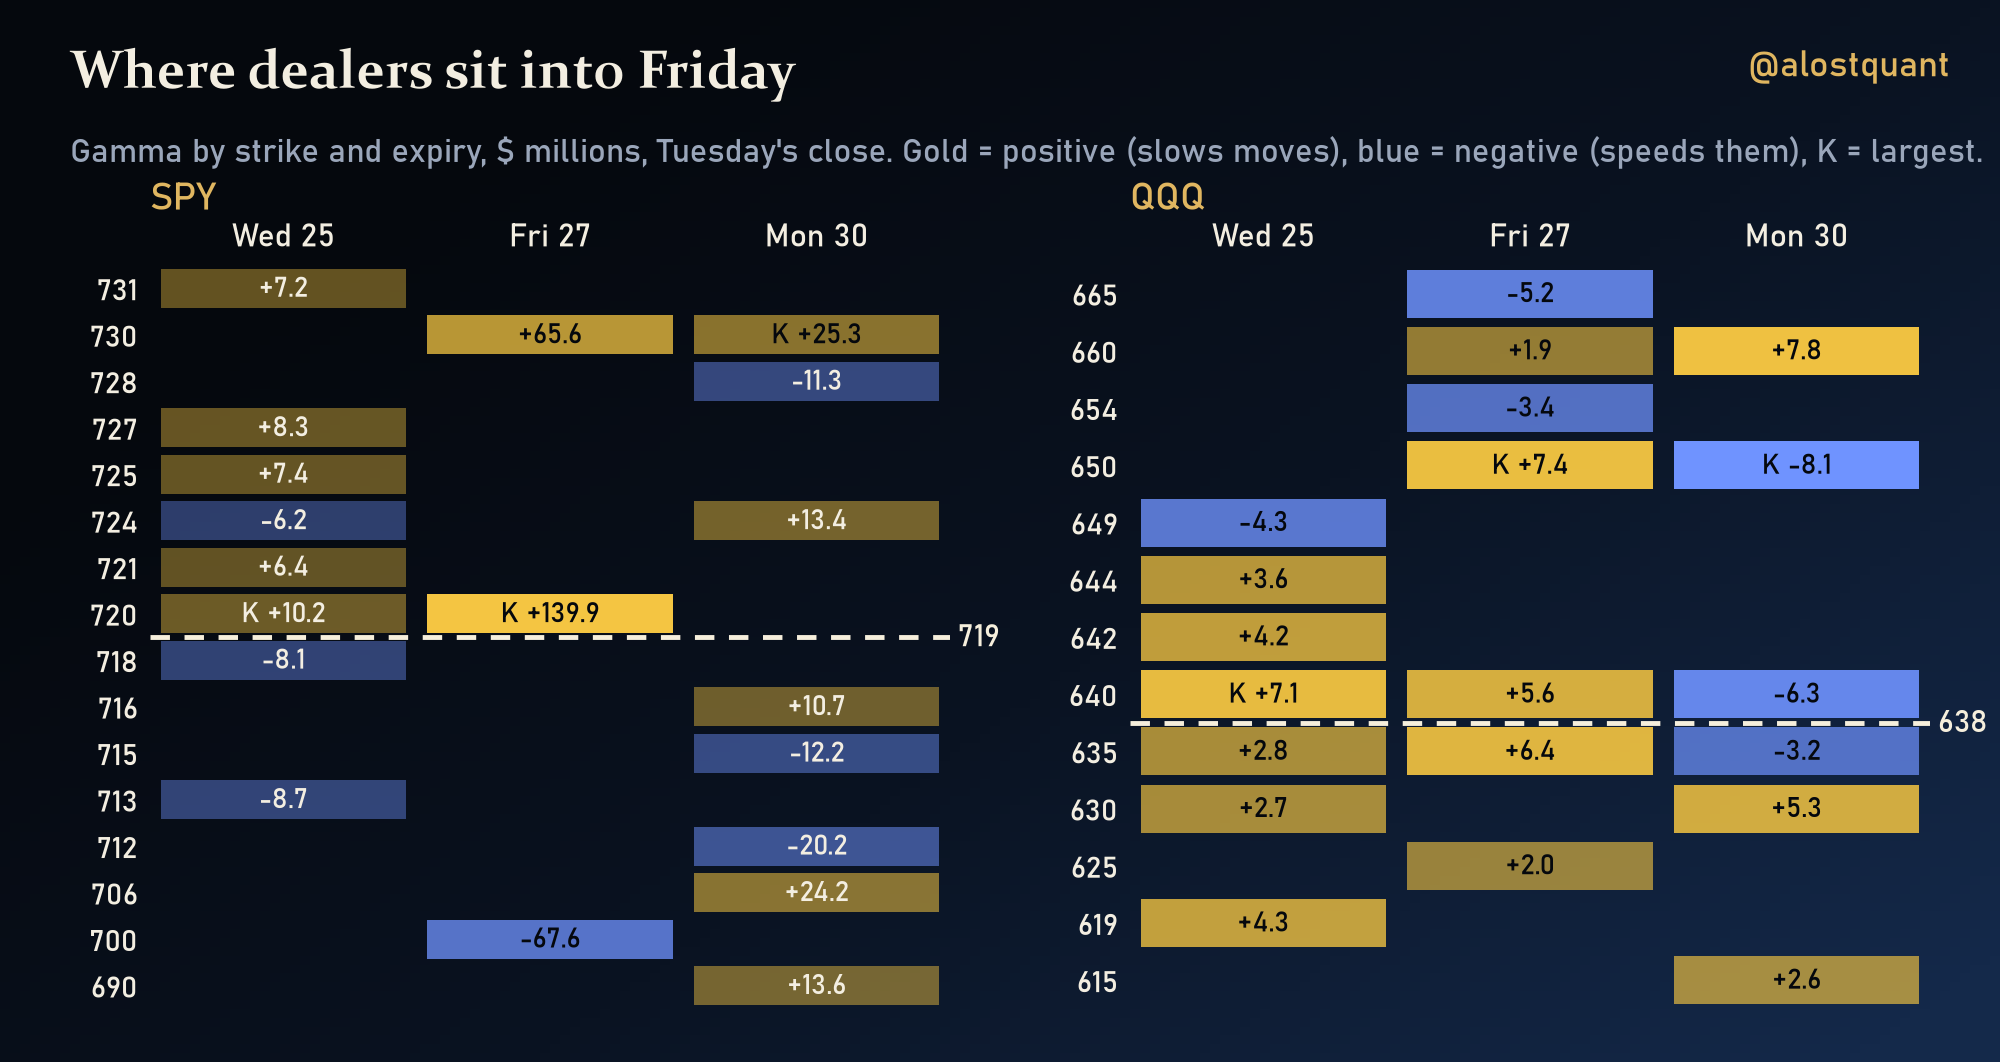 Where dealers sit into Friday
@alostquant
Gamma by strike and expiry, $ millions, Tuesday's close. Gold = positive (slows moves), blue = negative (speeds them), K = largest.
SPY
Wed 25 Fri 27 Mon 30
731 +7.2
730 +65.6 K +25.3
728 -11.3
727 +8.3
725 +7.4
724 -6.2 +13.4
721 +6.4
720 K +10.2 K +139.9
719
718 -8.1
716 +10.7
715 -12.2
713 -8.7
712 -20.2
706 +24.2
700 -67.6
690 +13.6
QQQ
Wed 25 Fri 27 Mon 30
665 -5.2
660 +1.9 +7.8
654 -3.4
650 K +7.4 K -8.1
649 -4.3
644 +3.6
642 +4.2
640 K +7.1 +5.6 -6.3
638
635 +2.8 +6.4 -3.2
630 +2.7 +5.3
625 +2.0
619 +4.3
615 +2.6